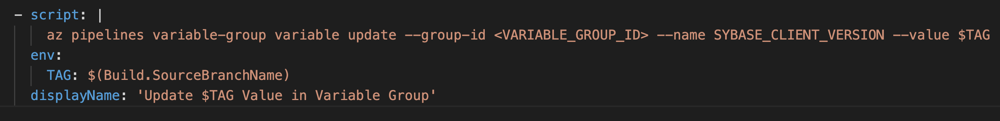 - script: |
az pipelines variable-group variable update --group-id <VARIABLE_GROUP_ID> --name SYBASE_CLIENT_VERSION --value $TAG
env:
TAG: $(Build.SourceBranchName)
displayName: 'Update $TAG Value in Variable Group'